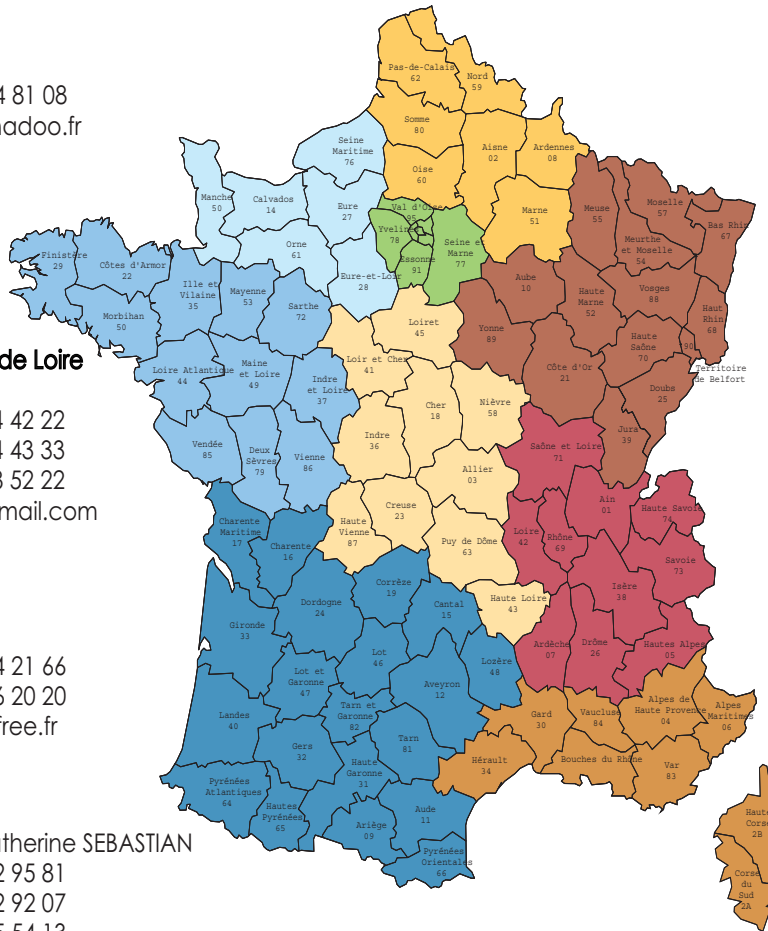 4 81 08
nadoo.fr
de Loire
4 42 22
4 43 33
3 52 22
mail.com
4 21 66
6 20 20
free.fr
atherine SEBASTIAN
2 95 81
2 92 07
5 54 13
Pas-de-Calais
62
Nord
59
Somme
80
Aisne
02
Ardennes
08
Oise
60
Marne
51
Seine
Maritime
76
Manche
50
Calvados
14
Eure
27
Orne
61
Eure-et-Loir
28
Val d'Oise
95
Yvelines
78
Essonne
91
Seine et
Marne
77
Meuse
55
Moselle
57
Bas Rhin
67
Meurthe
et Moselle
54
Aube
10
Haute
Marne
52
Vosges
88
Haut
Rhin
68
Yonne
89
Haute
Saône
70
90
Territoire
de Belfort
Côte d'Or
21
Doubs
25
Jura
39
Finistère
29
Côtes d'Armor
22
Morbihan
50
Ille et
Vilaine
35
Mayenne
53
Sarthe
72
Loire Atlantique
44
Maine
et Loire
49
Indre
et Loire
37
Vendée
85
Deux
Sèvres
79
Vienne
86
Loiret
45
Loir et Cher
41
Cher
18
Nièvre
58
Indre
36
Allier
03
Creuse
23
Haute
Vienne
87
Puy de Dôme
63
Haute Loire
43
Saône et Loire
71
Ain
01
Haute Savoie
74
Loire
42
Rhône
69
Savoie
73
Isère
38
Ardèche
07
Drôme
26
Hautes Alpes
05
Charente
Maritime
17
Charente
16
Corrèze
19
Dordogne
24
Cantal
15
Gironde
33
Lot
46
Lozère
48
Lot et
Garonne
47
Aveyron
12
Landes
40
Tarn et
Garonne
82
Tarn
81
Gers
32
Haute
Garonne
31
Pyrénées
Atlantiques
64
Hautes
Pyrénées
65
Ariège
09
Aude
11
Pyrénées
Orientales
66
Gard
30
Vaucluse
84
Alpes de
Haute Provence
04
Alpes
Maritimes
06
Hérault
34
Bouches du Rhône
Var
83
Haute
Corse
2B
Corse
du
Sud
2A